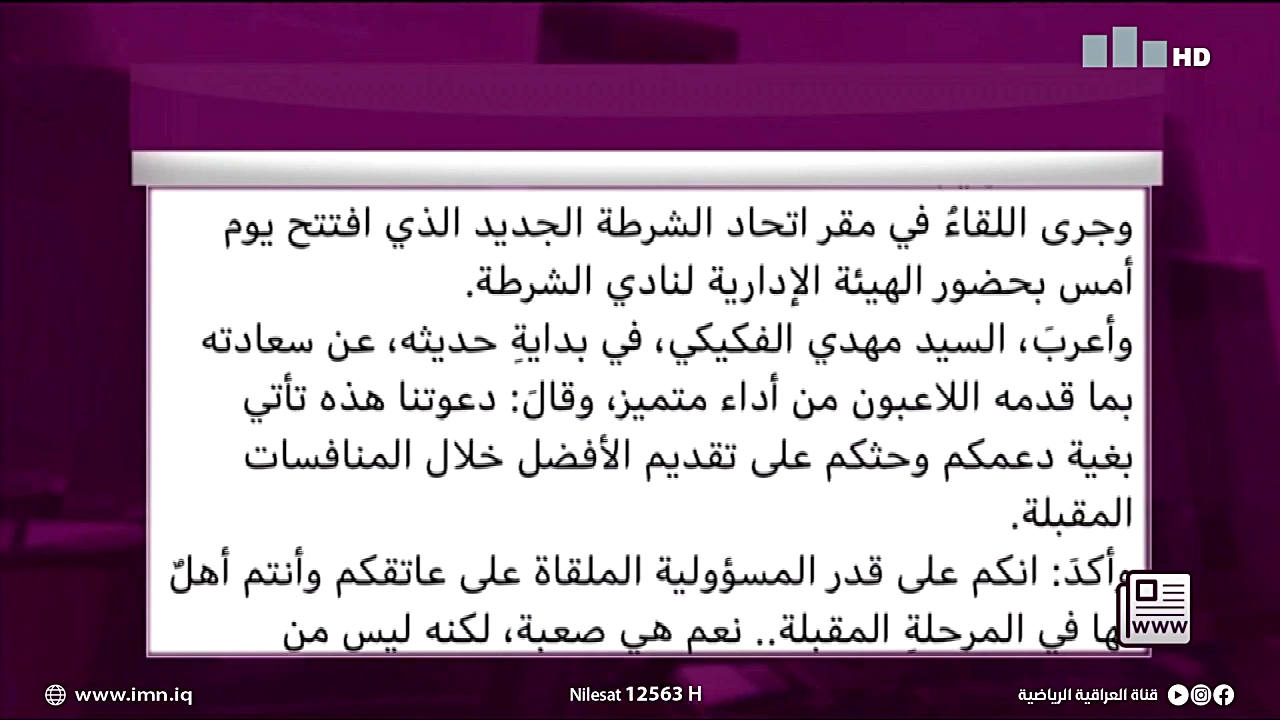 HD
وجرى اللقاءُ في مقر اتحاد الشرطة الجديد الذي افتتح يوم
أمس بحضور الهيئة الإدارية لنادي الشرطة.
وأعربَ، السيد مهدي الفكيكي، في بدايةِ حديثه، عن سعادته
بما قدمه اللاعبون من أداء متميز، وقالَ: دعوتنا هذه تأتي
بغية دعمكم وحثكم على تقديم الأفضل خلال المنافسات
المقبلة.
وأكدَ: انكم على قدر المسؤولية الملقاة على عاتقكم وأنتم أهلٌ
في المرحلةِ المقبلة.. نعم هي صعبة، لكنه ليس من
www
www.imn.iq
Nilesat 12563 H
قناة العراقية الرياضية